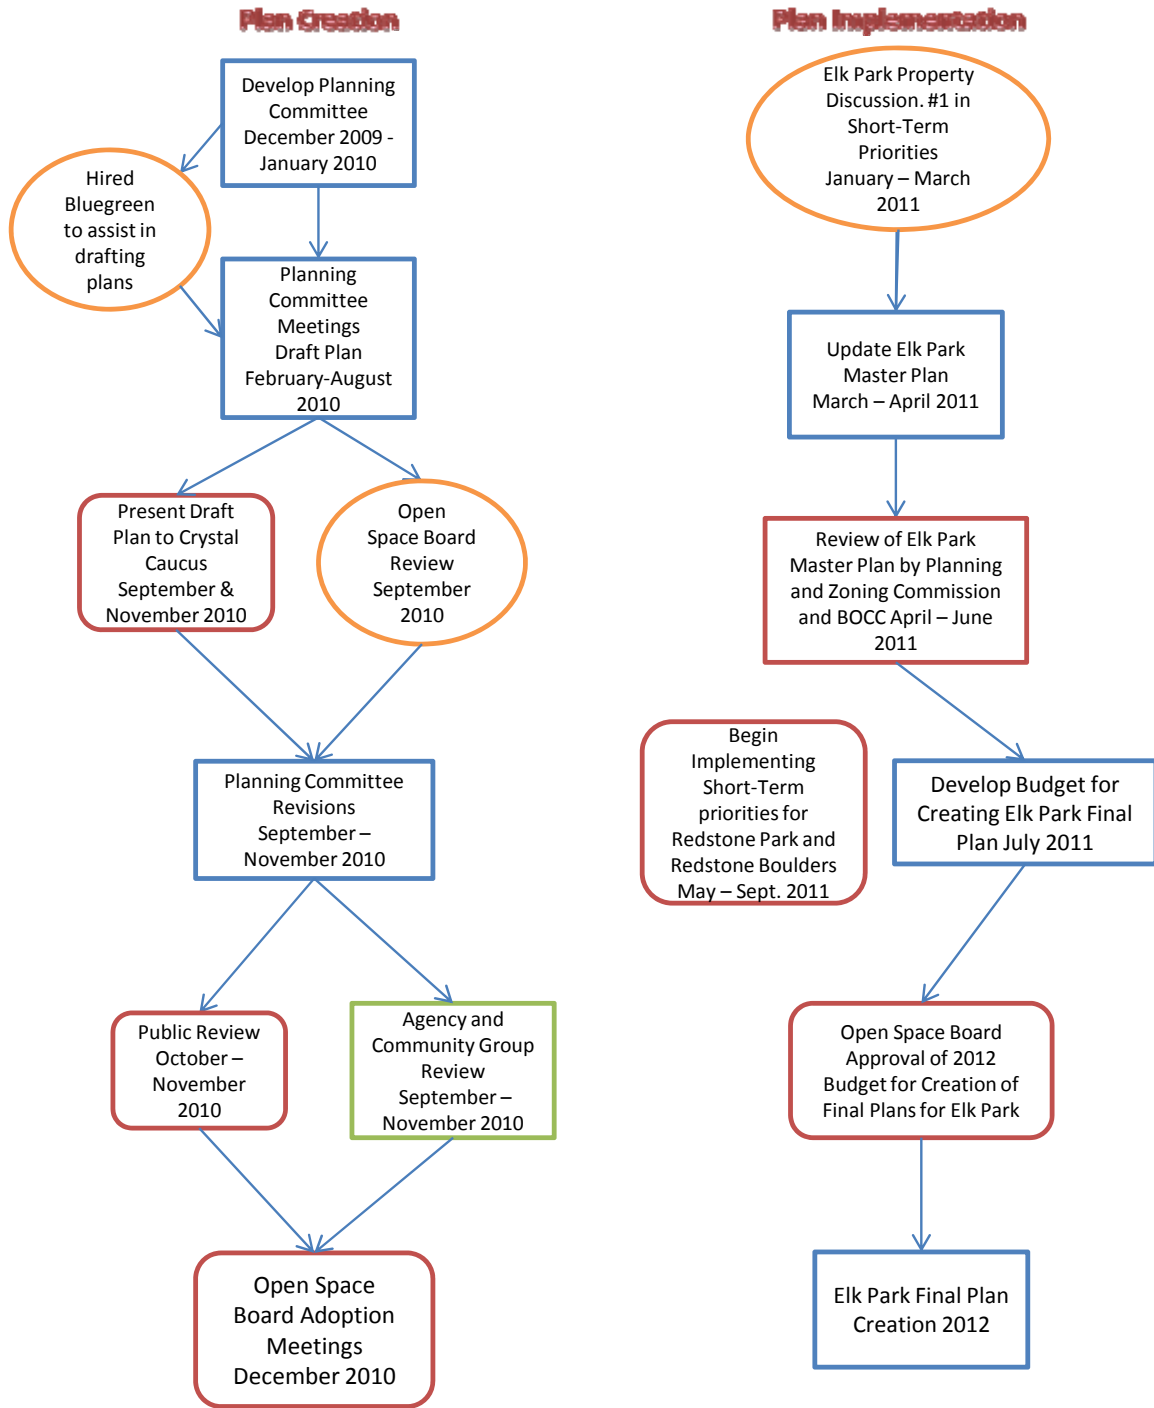 Plan Creation
Develop Planning
Committee
December 2009 -
January 2010
Hired
Bluegreen
to assist in
drafting
plans
Planning
Committee
Meetings
Draft Plan
February-August
2010
Present Draft
Plan to Crystal
Caucus
September &
November 2010
Open
Space Board
Review
September
2010
Planning Committee
Revisions
September –
November 2010
Public Review
October –
November
2010
Agency and
Community Group
Review
September –
November 2010
Open Space
Board Adoption
Meetings
December 2010
Plan Implementation
Elk Park Property
Discussion. #1 in
Short-Term
Priorities
January – March
2011
Update Elk Park
Master Plan
March – April 2011
Review of Elk Park
Master Plan by Planning
and Zoning Commission
and BOCC April – June
2011
Begin
Implementing
Short-Term
priorities for
Redstone Park and
Redstone Boulders
May – Sept. 2011
Develop Budget for
Creating Elk Park Final
Plan July 2011
Open Space Board
Approval of 2012
Budget for Creation of
Final Plans for Elk Park
Elk Park Final Plan
Creation 2012